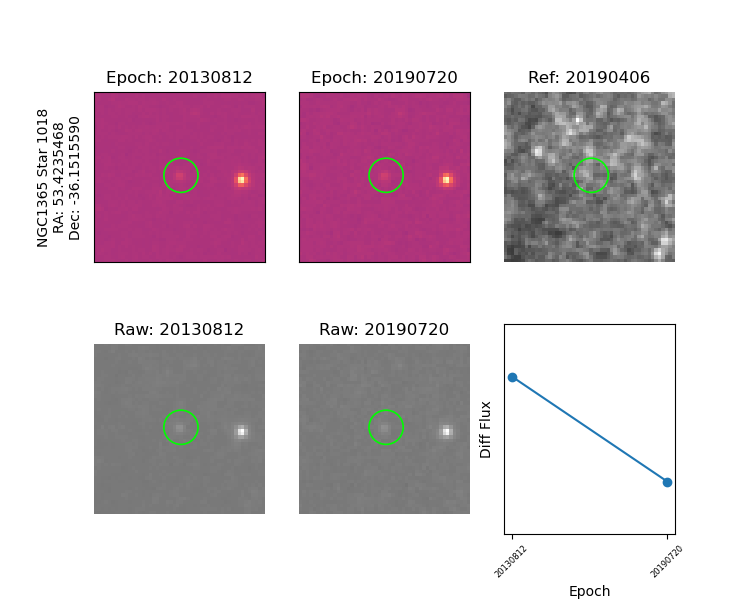 NGC1365 Star 1018
RA: 53.4235468
Dec: -36.1515590
Epoch: 20130812
Epoch: 20190720
Ref: 20190406
Raw: 20130812
Raw: 20190720
Diff Flux
20130812
20190720
Epoch